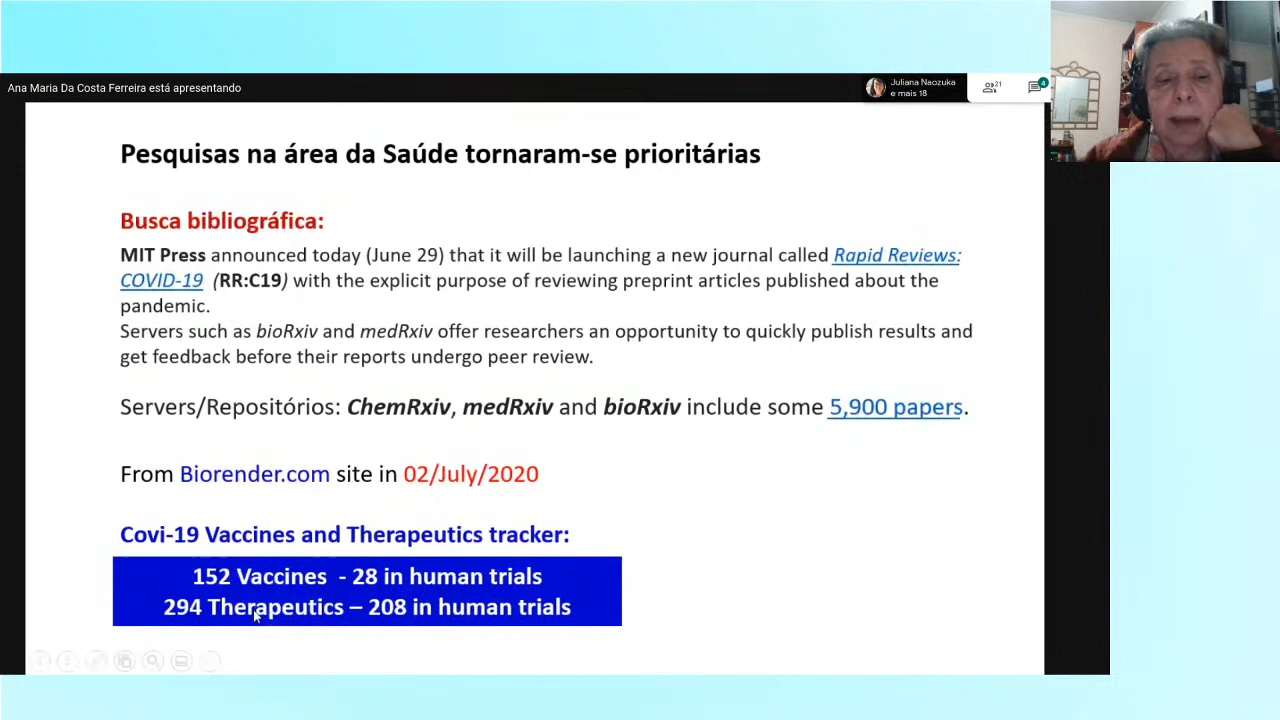 Ana Maria Da Costa Ferreira está apresentando
Juliana Naozuka
e mais 18
21
4
Pesquisas na área da Saúde tornaram-se prioritárias
Busca bibliográfica:
MIT Press announced today (June 29) that it will be launching a new journal called Rapid Reviews:
COVID-19 (RR:C19) with the explicit purpose of reviewing preprint articles published about the
pandemic.
Servers such as bioRxiv and medRxiv offer researchers an opportunity to quickly publish results and
get feedback before their reports undergo peer review.
Servers/Repositórios: ChemRxiv, medRxiv and bioRxiv include some 5,900 papers.
From Biorender.com site in 02/July/2020
Covi-19 Vaccines and Therapeutics tracker:
152 Vaccines - 28 in human trials
294 Therapeutics – 208 in human trials